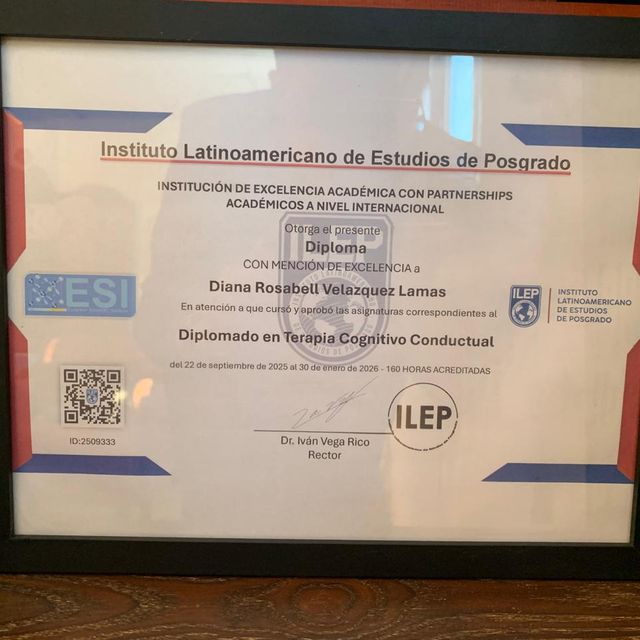 Instituto Latinoamericano de Estudios de Posgrado
INSTITUCIÓN DE EXCELENCIA ACADÉMICA CON PARTNERSHIPS
ACADÉMICOS A NIVEL INTERNACIONAL
Otorga el presente
ILEP
Diploma
CON MENCIÓN DE EXCELENCIA a
Diana Rosabell Velazquez Lamas
ESI
En atención a que cursó y aprobó las asignaturas correspondientes al
ILEP
INSTITUTO
LATINOAMERICANO
DE ESTUDIOS
DE POSGRADO
Diplomado en Terapia Cognitivo Conductual
del 22 de septiembre de 2025 al 30 de enero de 2026 - 160 HORAS ACREDITADAS
ID:2509333
ILEP
Dr. Iván Vega Rico
Rector